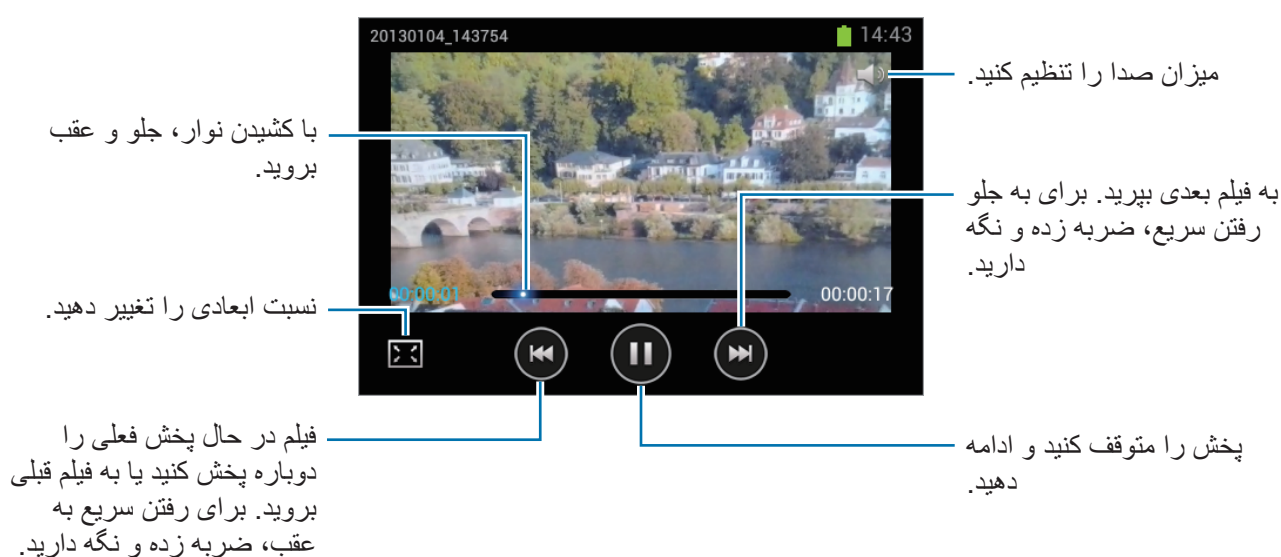 20130104_143754
14:43
میزان صدا را تنظیم کنید.
با کشیدن نوار، جلو و عقب
بروید.
به فیلم بعدی بپرید. برای به جلو
رفتن سریع، ضربه زده و نگه
دارید.
00:00:01
00:00:17
نسبت ابعادی را تغییر دهید.
فیلم در حال پخش فعلی را
دوباره پخش کنید یا به فیلم قبلی
بروید. برای رفتن سریع به
عقب، ضربه زده و نگه دارید.
پخش را متوقف کنید و ادامه
دهید.